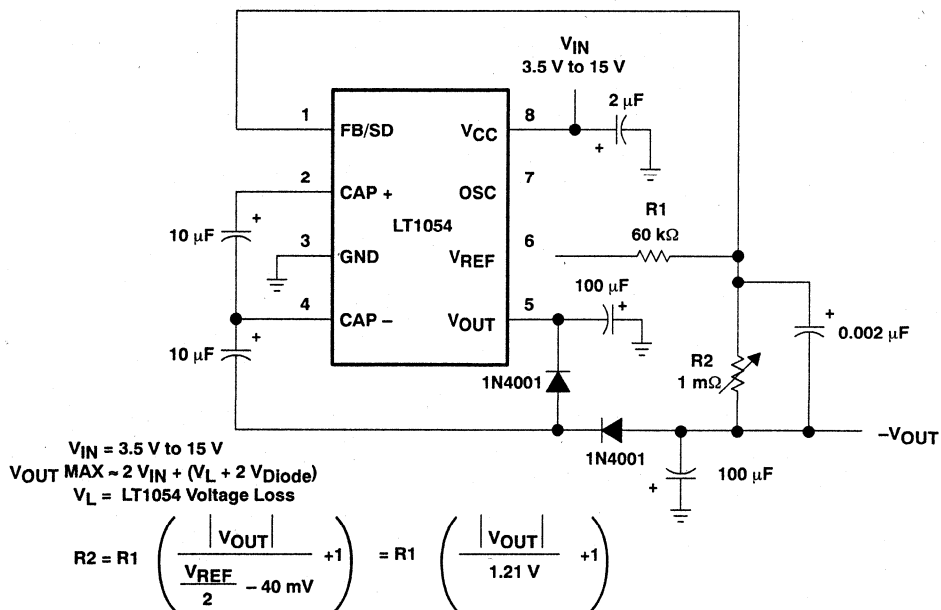 V_IN
3.5 V to 15 V
2 µF
+
1
FB/SD
V_CC
8
2
CAP +
OSC
7
+
10 µF
LT1054
R1
60 kΩ
3
GND
V_REF
6
4
CAP –
V_OUT
5
100 µF
+
+
10 µF
+
0.002 µF
R2
1 mΩ
1N4001
–V_OUT
1N4001
100 µF
+
V_IN = 3.5 V to 15 V
V_OUT MAX ≈ 2 V_IN + (V_L + 2 V_Diode)
V_L = LT1054 Voltage Loss
R2 = R1 ( |V_OUT| / (V_REF / 2 – 40 mV) +1 ) = R1 ( |V_OUT| / 1.21 V +1 )